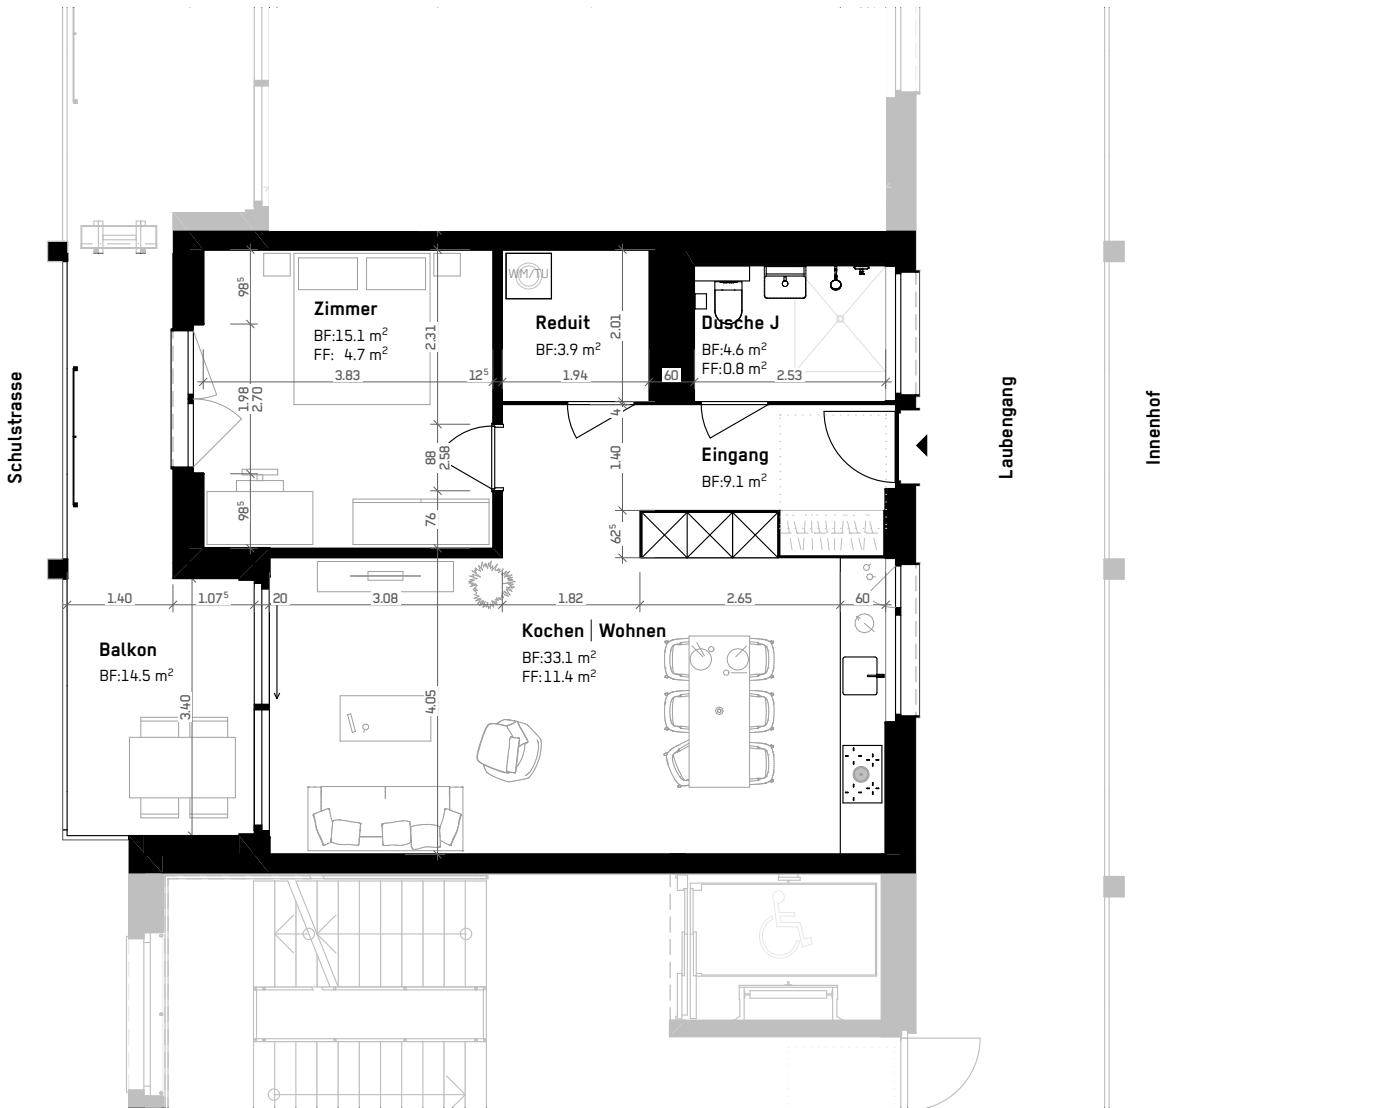 Schulstrasse
Zimmer
BF:15.1 m²
FF: 4.7 m²
98⁵
1.98
2.70
98⁵
3.83
12⁵
2.31
88
2.58
76
WM/TU
Reduit
BF:3.9 m²
2.01
1.94
60
Dusche J
BF:4.6 m²
FF:0.8 m²
2.53
4
1.40
62⁵
Eingang
BF:9.1 m²
Laubengang
Innenhof
1.40
1.07⁵
20
3.08
1.82
2.65
60
Balkon
BF:14.5 m²
3.40
Kochen | Wohnen
BF:33.1 m²
FF:11.4 m²
4.05